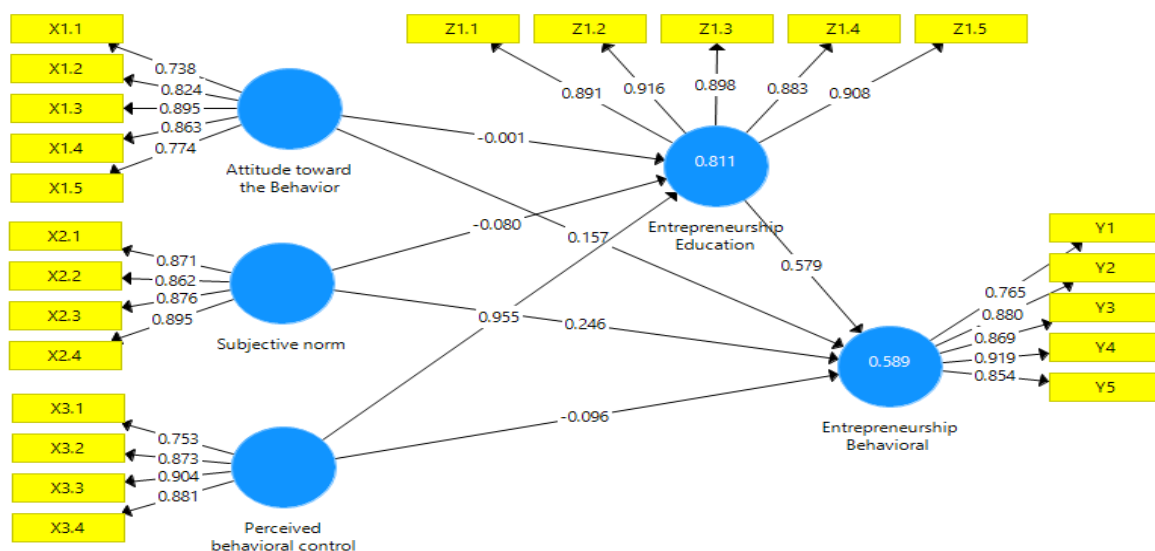 X1.1
X1.2
X1.3
X1.4
X1.5
0.738
0.824
0.895
0.863
0.774
Attitude toward
the Behavior
X2.1
X2.2
X2.3
X2.4
0.871
0.862
0.876
0.895
Subjective norm
X3.1
X3.2
X3.3
X3.4
0.753
0.873
0.904
0.881
Perceived
behavioral control
-0.001
-0.080
0.157
0.955
0.246
-0.096
Z1.1
Z1.2
Z1.3
Z1.4
Z1.5
0.891
0.916
0.898
0.883
0.908
0.811
Entrepreneurship
Education
0.579
0.589
Entrepreneurship
Behavioral
Y1
Y2
Y3
Y4
Y5
0.765
0.880
0.869
0.919
0.854